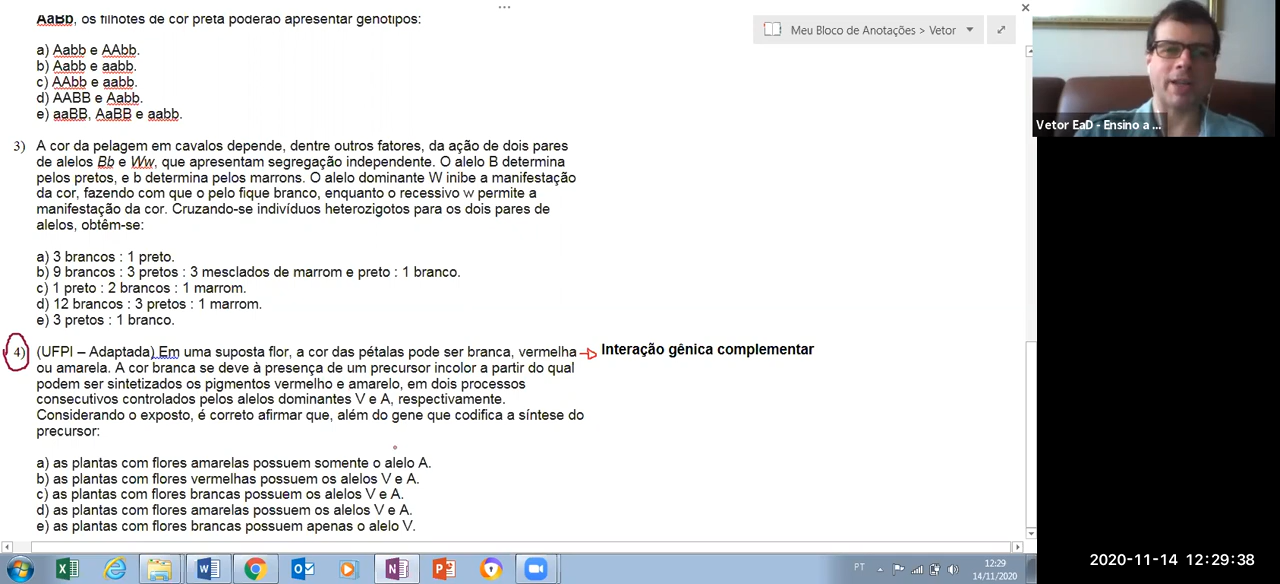 AaBb, os filhotes de cor preta poderão apresentar genótipos:
Meu Bloco de Anotações > Vetor
a) Aabb e AAbb.
b) Aabb e aabb.
c) AAbb e aabb.
d) AABB e Aabb.
e) aaBB, AaBB e aabb.
Vetor EaD - Ensino a ...
3) A cor da pelagem em cavalos depende, dentre outros fatores, da ação de dois pares
de alelos Bb e Ww, que apresentam segregação independente. O alelo B determina
pelos pretos, e b determina pelos marrons. O alelo dominante W inibe a manifestação
da cor, fazendo com que o pelo fique branco, enquanto o recessivo w permite a
manifestação da cor. Cruzando-se indivíduos heterozigotos para os dois pares de
alelos, obtêm-se:
a) 3 brancos : 1 preto.
b) 9 brancos : 3 pretos : 3 mesclados de marrom e preto : 1 branco.
c) 1 preto : 2 brancos : 1 marrom.
d) 12 brancos : 3 pretos : 1 marrom.
e) 3 pretos : 1 branco.
4) (UFPI – Adaptada) Em uma suposta flor, a cor das pétalas pode ser branca, vermelha
Interação gênica complementar
ou amarela. A cor branca se deve à presença de um precursor incolor a partir do qual
podem ser sintetizados os pigmentos vermelho e amarelo, em dois processos
consecutivos controlados pelos alelos dominantes V e A, respectivamente.
Considerando o exposto, é correto afirmar que, além do gene que codifica a síntese do
precursor:
a) as plantas com flores amarelas possuem somente o alelo A.
b) as plantas com flores vermelhas possuem os alelos V e A.
c) as plantas com flores brancas possuem os alelos V e A.
d) as plantas com flores amarelas possuem os alelos V e A.
e) as plantas com flores brancas possuem apenas o alelo V.
PT
12:29
14/11/2020
2020-11-14 12:29:38